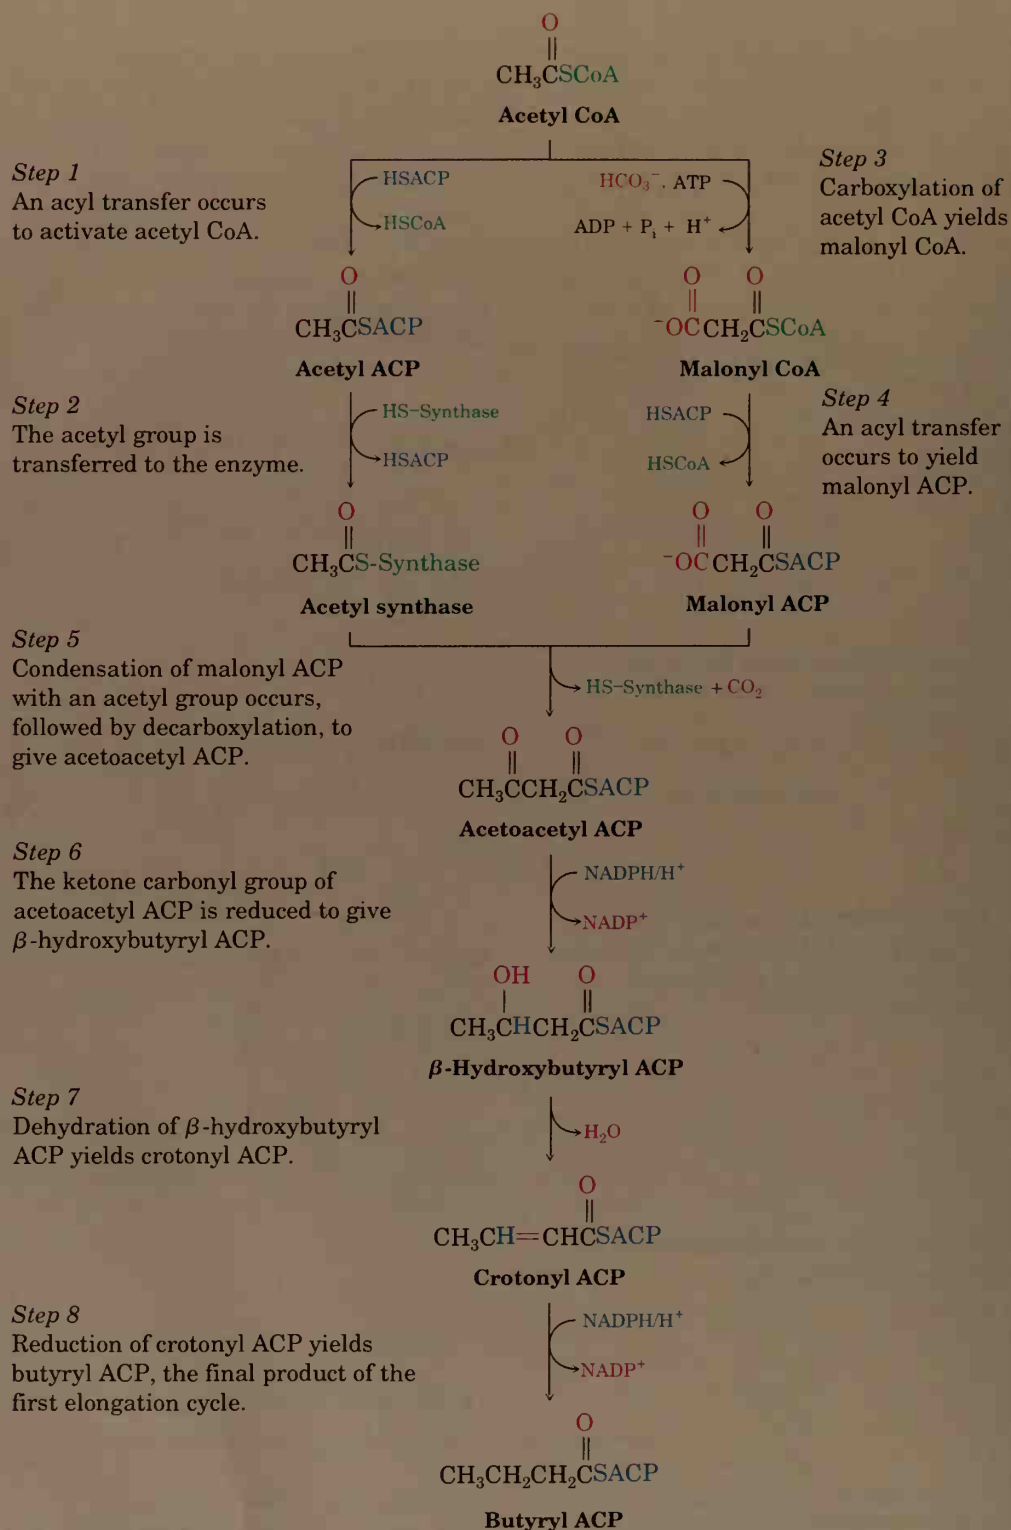 O
||
CH₃CSCoA
Acetyl CoA
Step 1
An acyl transfer occurs
to activate acetyl CoA.
HSACP
HSCoA
HCO₃⁻. ATP
ADP + Pᵢ + H⁺
Step 3
Carboxylation of
acetyl CoA yields
malonyl CoA.
O
||
CH₃CSACP
Acetyl ACP
O O
|| ||
⁻OCCH₂CSCoA
Malonyl CoA
Step 2
The acetyl group is
transferred to the enzyme.
HS–Synthase
HSACP
HSACP
HSCoA
Step 4
An acyl transfer
occurs to yield
malonyl ACP.
O
||
CH₃CS-Synthase
Acetyl synthase
O O
|| ||
⁻OCCH₂CSACP
Malonyl ACP
Step 5
Condensation of malonyl ACP
with an acetyl group occurs,
followed by decarboxylation, to
give acetoacetyl ACP.
HS–Synthase + CO₂
O O
|| ||
CH₃CCH₂CSACP
Acetoacetyl ACP
Step 6
The ketone carbonyl group of
acetoacetyl ACP is reduced to give
β-hydroxybutyryl ACP.
NADPH/H⁺
NADP⁺
OH O
| ||
CH₃CHCH₂CSACP
β-Hydroxybutyryl ACP
Step 7
Dehydration of β-hydroxybutyryl
ACP yields crotonyl ACP.
H₂O
O
||
CH₃CH=CHCSACP
Crotonyl ACP
Step 8
Reduction of crotonyl ACP yields
butyryl ACP, the final product of the
first elongation cycle.
NADPH/H⁺
NADP⁺
O
||
CH₃CH₂CH₂CSACP
Butyryl ACP